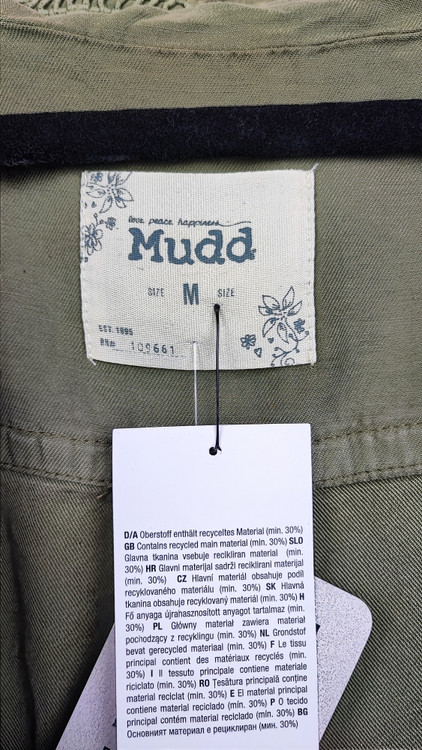 love. peace. happiness.
Mudd
SIZE M SIZE
EST. 1995
RN# 109661
D/A Oberstoff enthält recyceltes Material (min. 30%)
GB Contains recycled main material (min. 30%) SLO
Glavna tkanina vsebuje recikliran material (min.
30%) HR Glavni materijal sadrži reciklirani materijal
(min. 30%) CZ Hlavní materiál obsahuje podíl
recyklovaného materiálu (min. 30%) SK Hlavná
tkanina obsahuje recyklovaný materiál (min. 30%) H
Fő anyaga újrahasznosított anyagot tartalmaz (min.
30%) PL Główny materiał zawiera materiał
pochodzący z recyklingu (min. 30%) NL Grondstof
bevat gerecycled materiaal (min. 30%) F Le tissu
principal contient des matériaux recyclés (min.
30%) I Il tessuto principale contiene materiale
riciclato (min. 30%) RO Țesătura principală conține
material reciclat (min. 30%) E El material principal
contiene material reciclado (min. 30%) P O tecido
principal contém material reciclado (min. 30%) BG
Основният материал е рециклиран (мин. 30%)